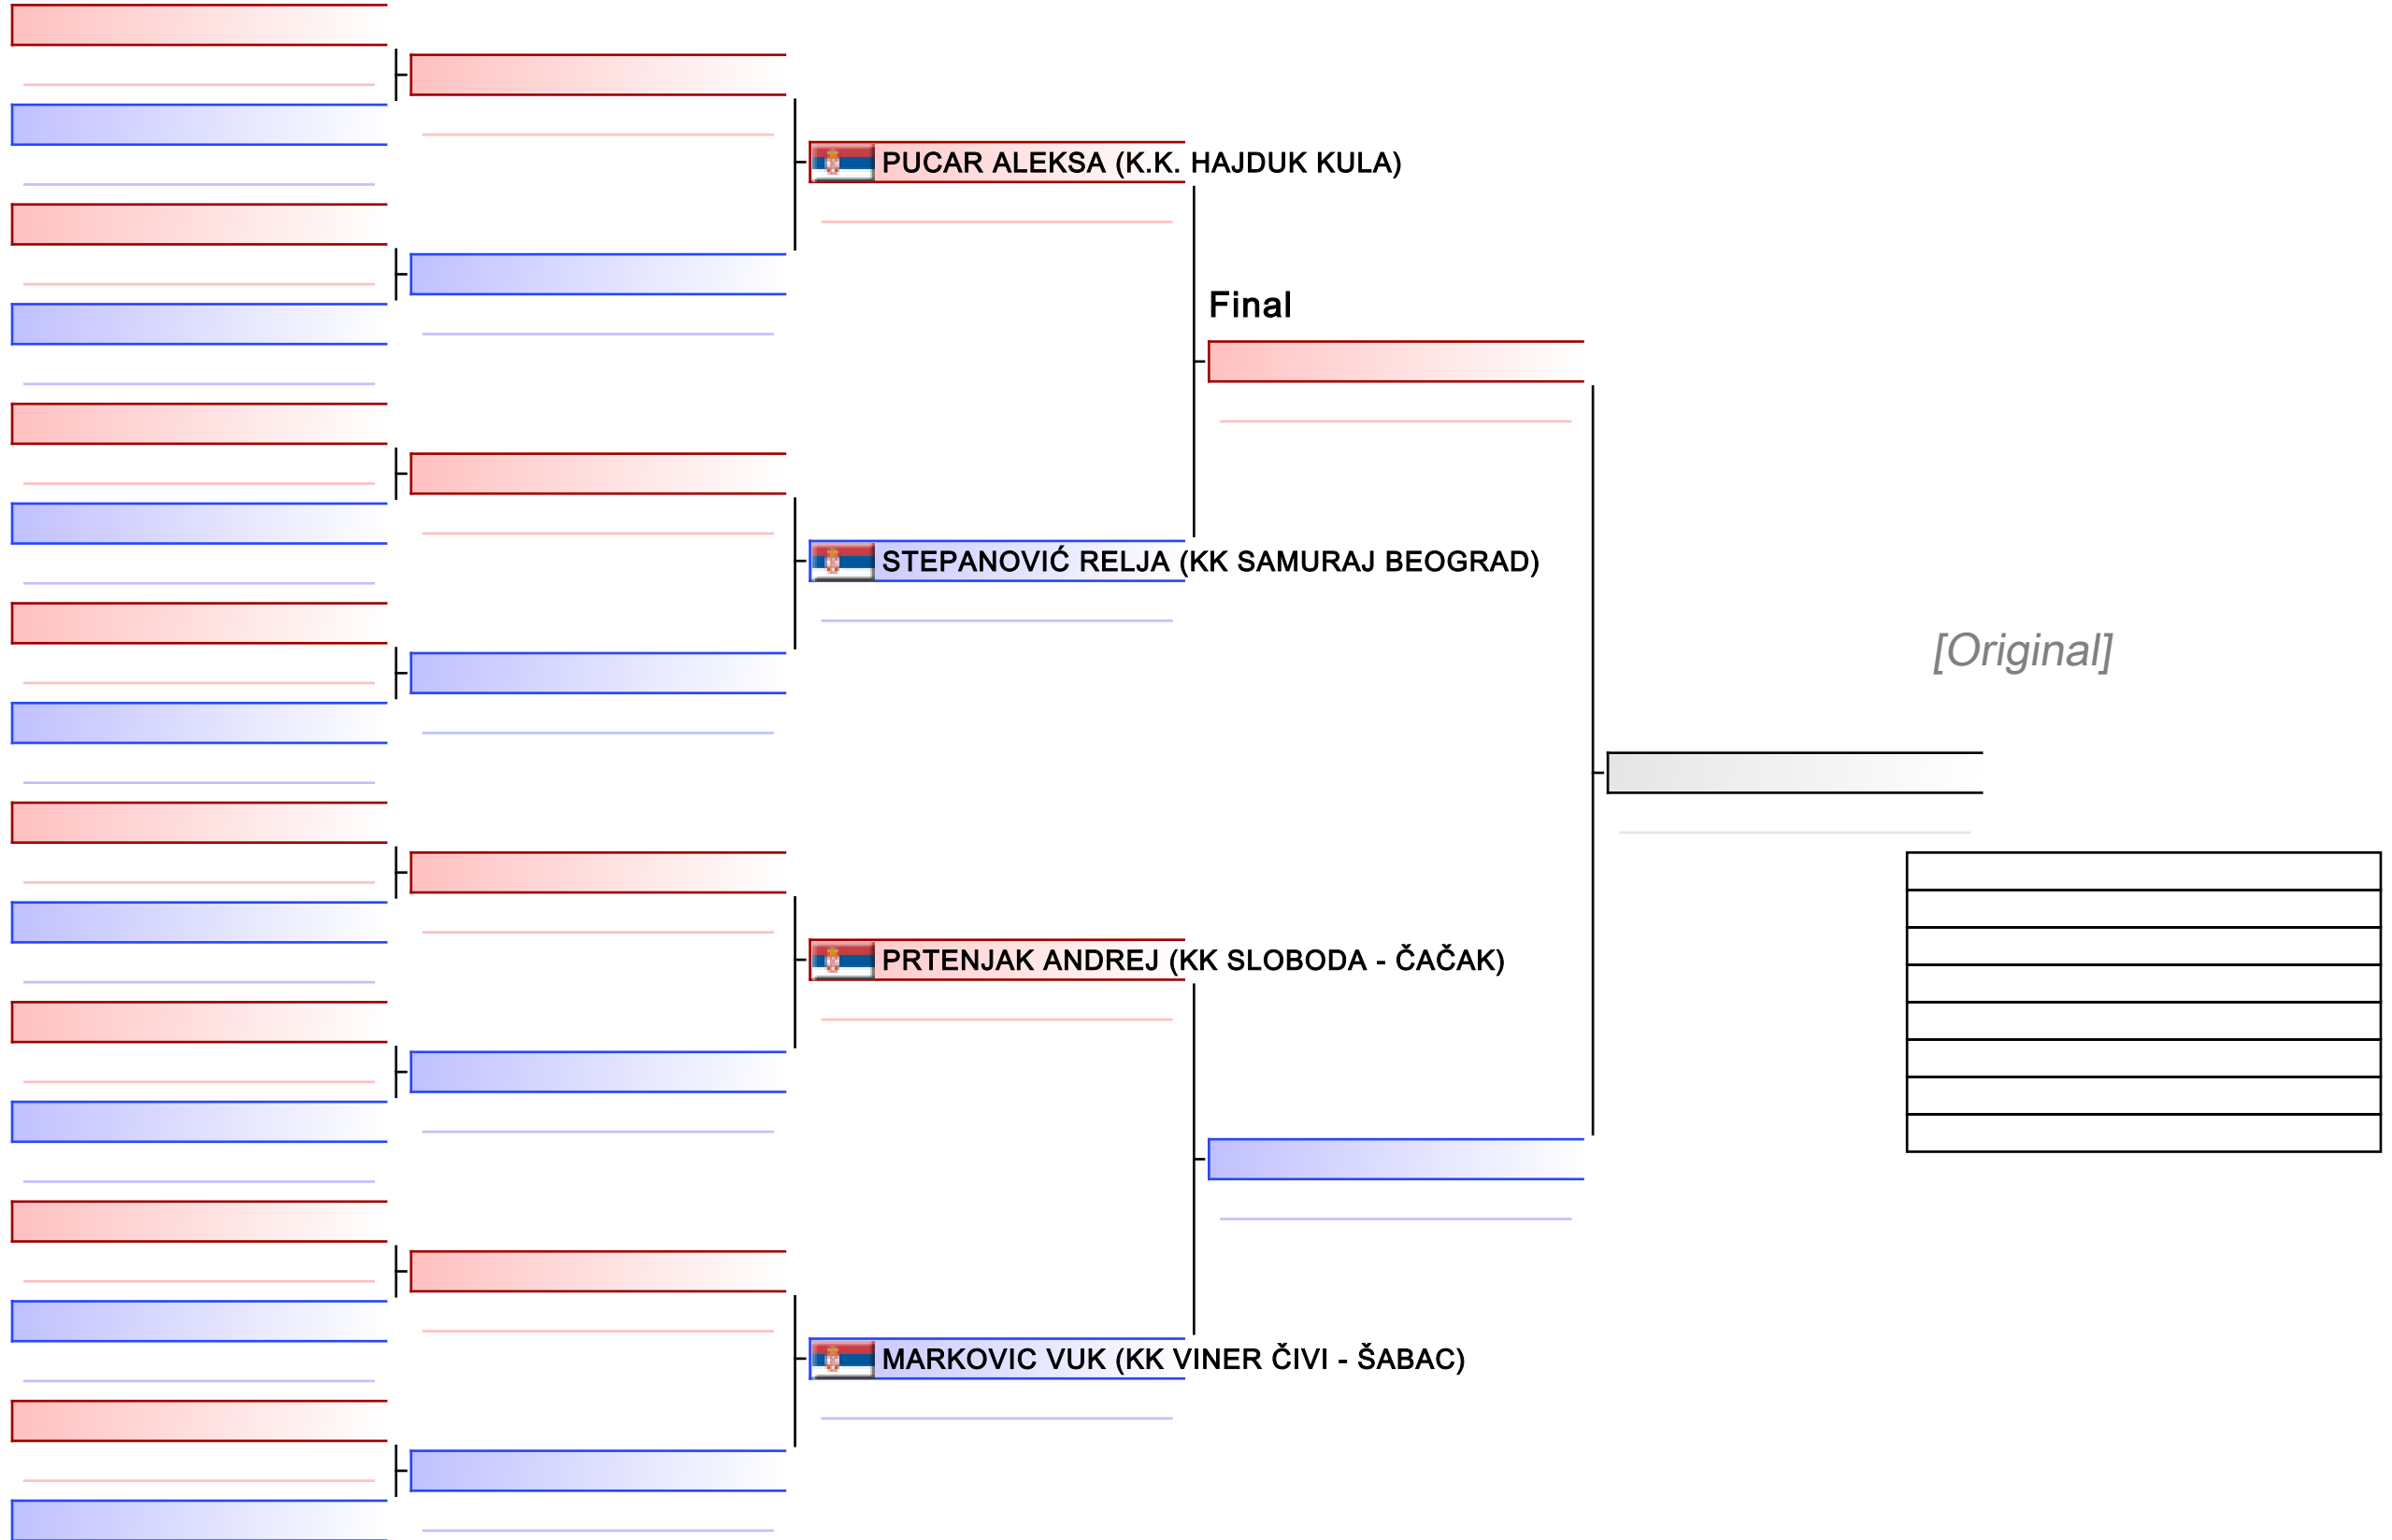 PUCAR ALEKSA (K.K. HAJDUK KULA)
Final
STEPANOVIĆ RELJA (KK SAMURAJ BEOGRAD)
[Original]
PRTENJAK ANDREJ (KK SLOBODA - ČAČAK)
MARKOVIC VUK (KK VINER ČIVI - ŠABAC)